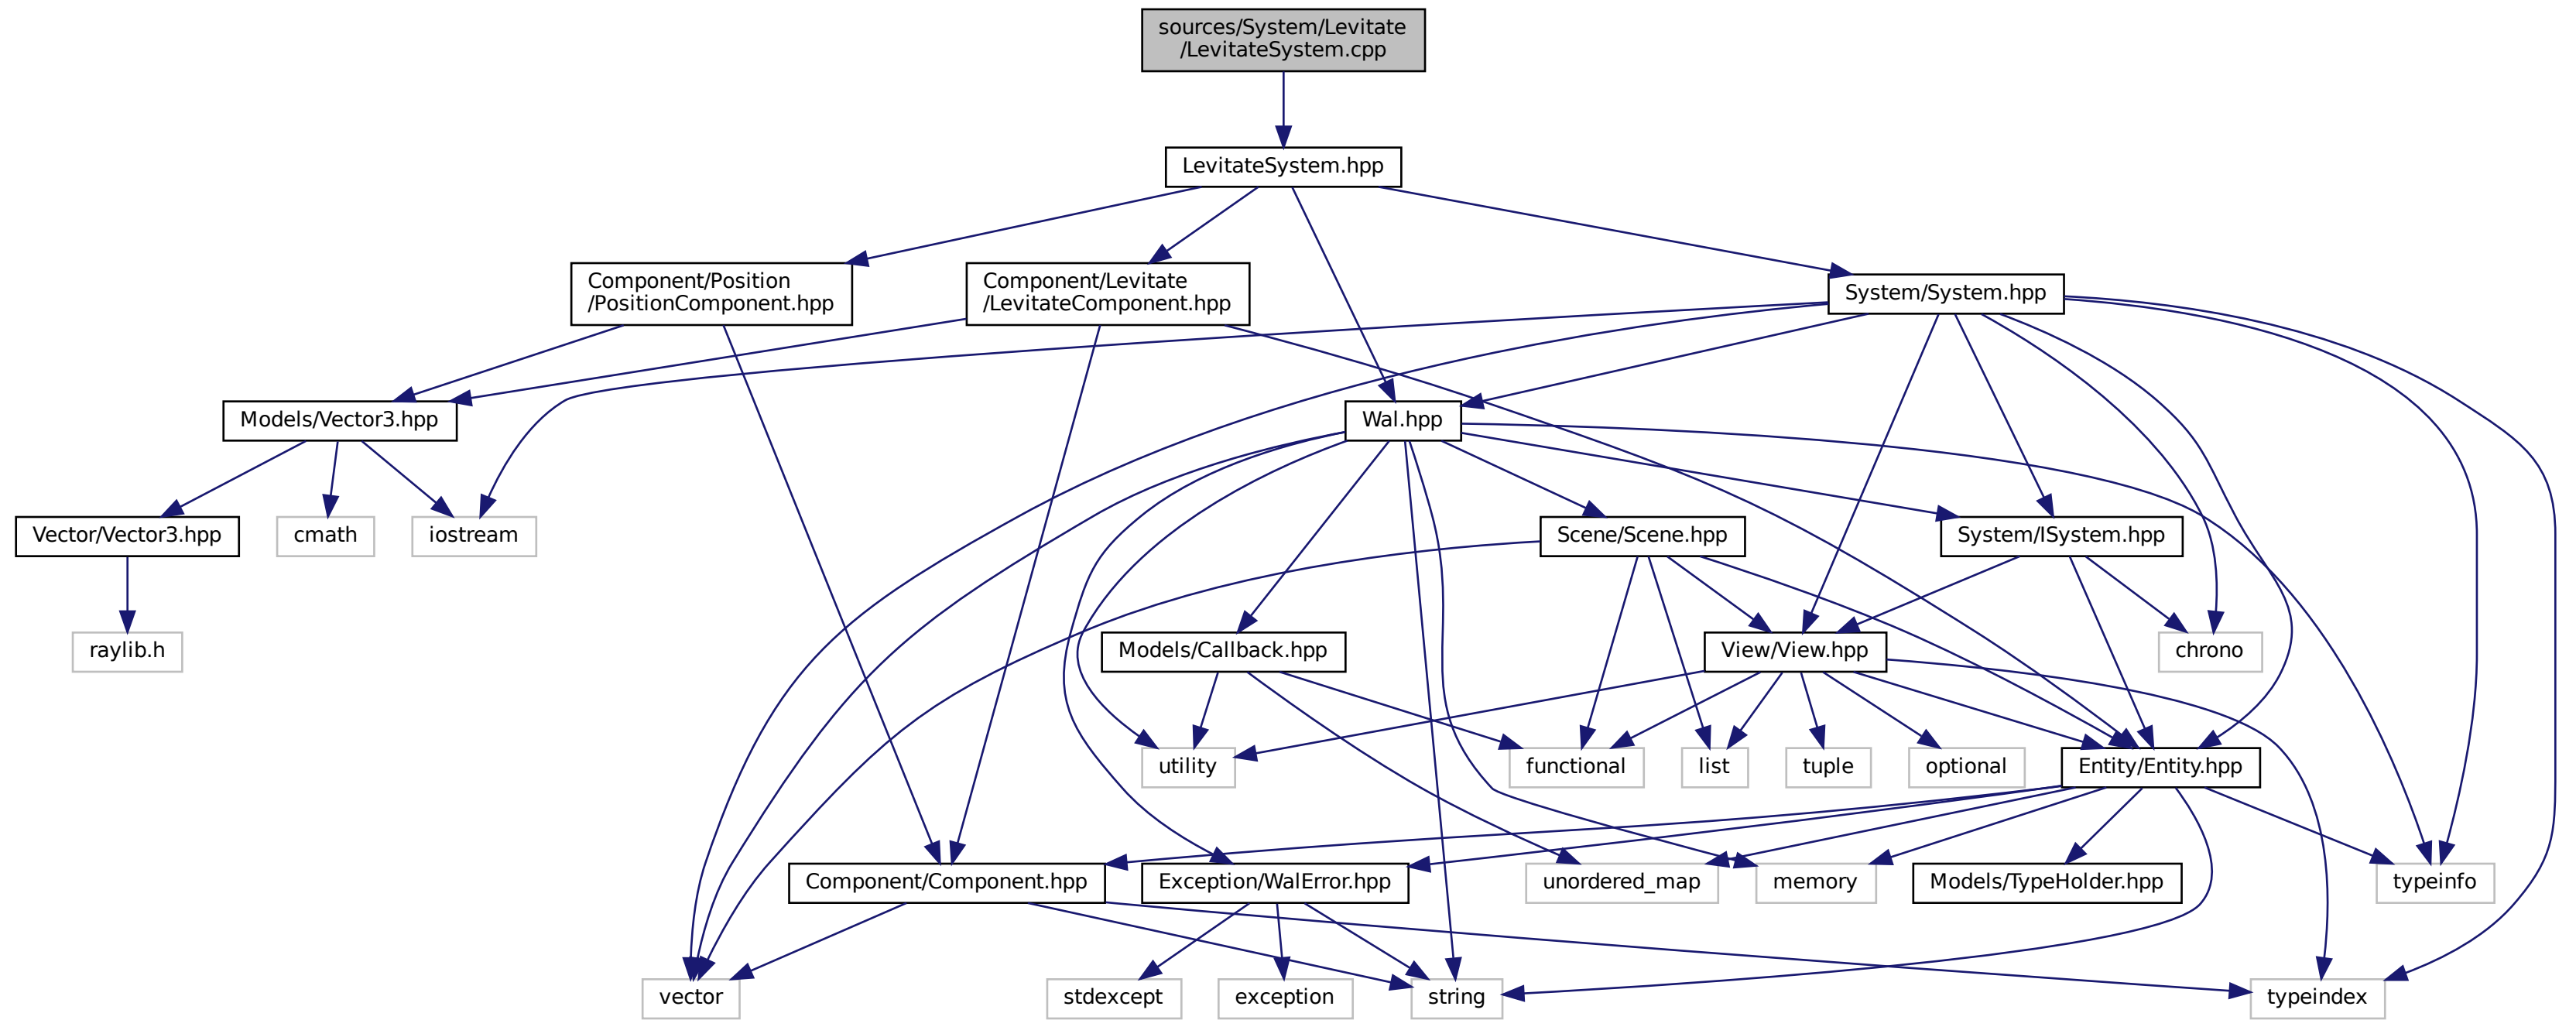 sources/System/Levitate
/LevitateSystem.cpp
LevitateSystem.hpp
Component/Position
/PositionComponent.hpp
Component/Levitate
/LevitateComponent.hpp
System/System.hpp
Models/Vector3.hpp
Wal.hpp
Vector/Vector3.hpp
cmath
iostream
Scene/Scene.hpp
System/ISystem.hpp
raylib.h
Models/Callback.hpp
View/View.hpp
chrono
utility
functional
list
tuple
optional
Entity/Entity.hpp
Component/Component.hpp
Exception/WalError.hpp
unordered_map
memory
Models/TypeHolder.hpp
typeinfo
vector
stdexcept
exception
string
typeindex